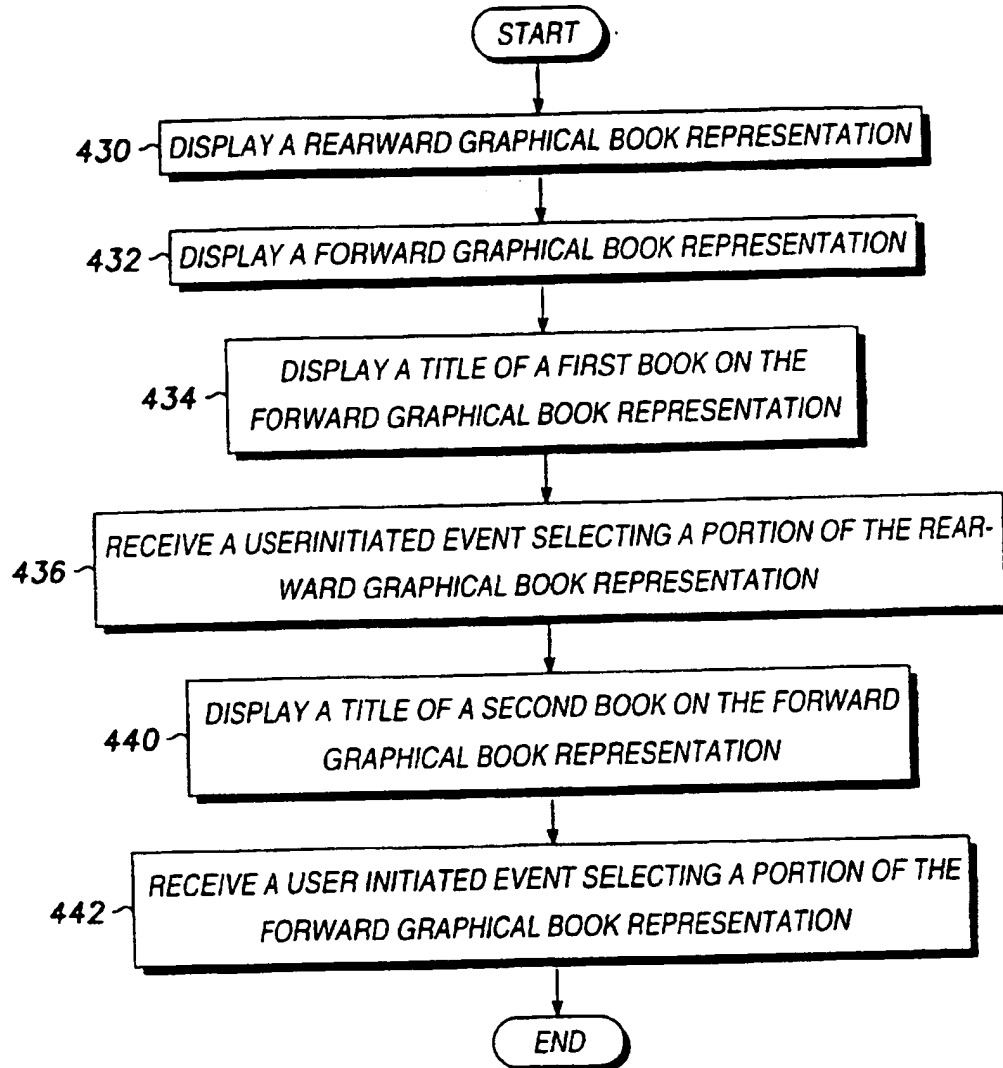 START
430 DISPLAY A REARWARD GRAPHICAL BOOK REPRESENTATION
432 DISPLAY A FORWARD GRAPHICAL BOOK REPRESENTATION
DISPLAY A TITLE OF A FIRST BOOK ON THE
434
FORWARD GRAPHICAL BOOK REPRESENTATION
RECEIVE A USERINITIATED EVENT SELECTING A PORTION OF THE REAR-
436
WARD GRAPHICAL BOOK REPRESENTATION
DISPLAY A TITLE OF A SECOND BOOK ON THE FORWARD
440
GRAPHICAL BOOK REPRESENTATION
RECEIVE A USER INITIATED EVENT SELECTING A PORTION OF THE
442
FORWARD GRAPHICAL BOOK REPRESENTATION
END